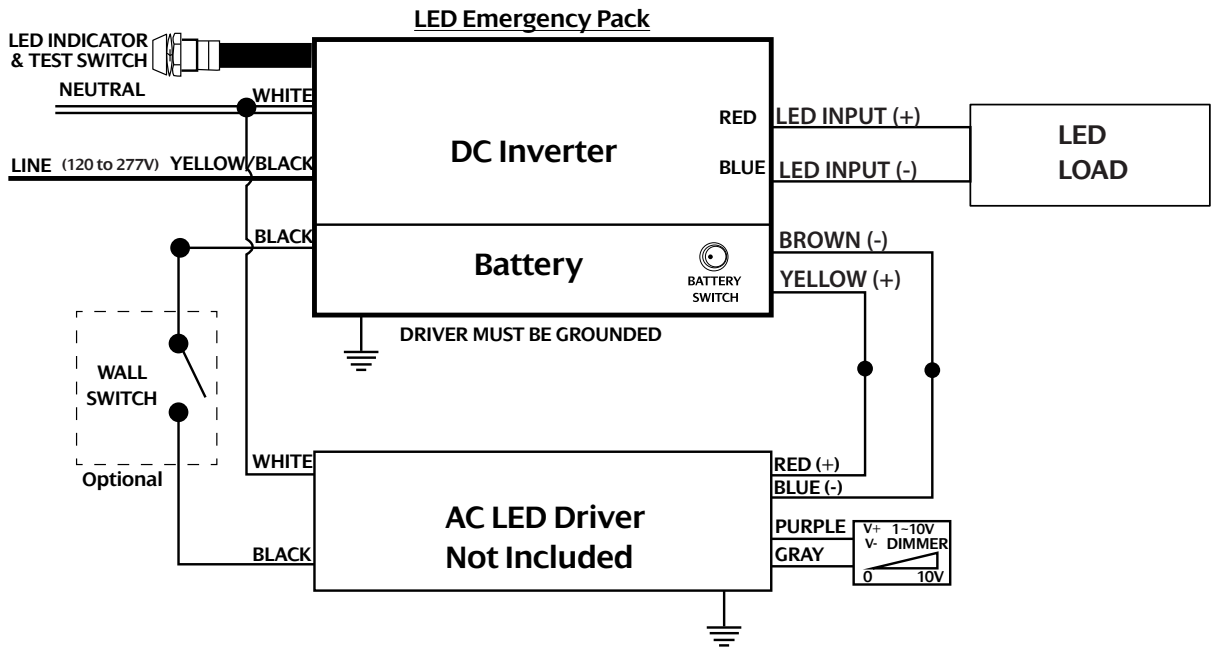 LED Emergency Pack
LED INDICATOR
& TEST SWITCH
NEUTRAL
WHITE
LINE (120 to 277V) YELLOW/BLACK
DC Inverter
RED
BLUE
LED INPUT (+)
LED INPUT (-)
LED
LOAD
BLACK
Battery
BATTERY
SWITCH
BROWN (-)
YELLOW (+)
DRIVER MUST BE GROUNDED
WALL
SWITCH
Optional
WHITE
BLACK
AC LED Driver
Not Included
RED (+)
BLUE (-)
PURPLE
GRAY
V+ 1~10V
V- DIMMER
0 10V